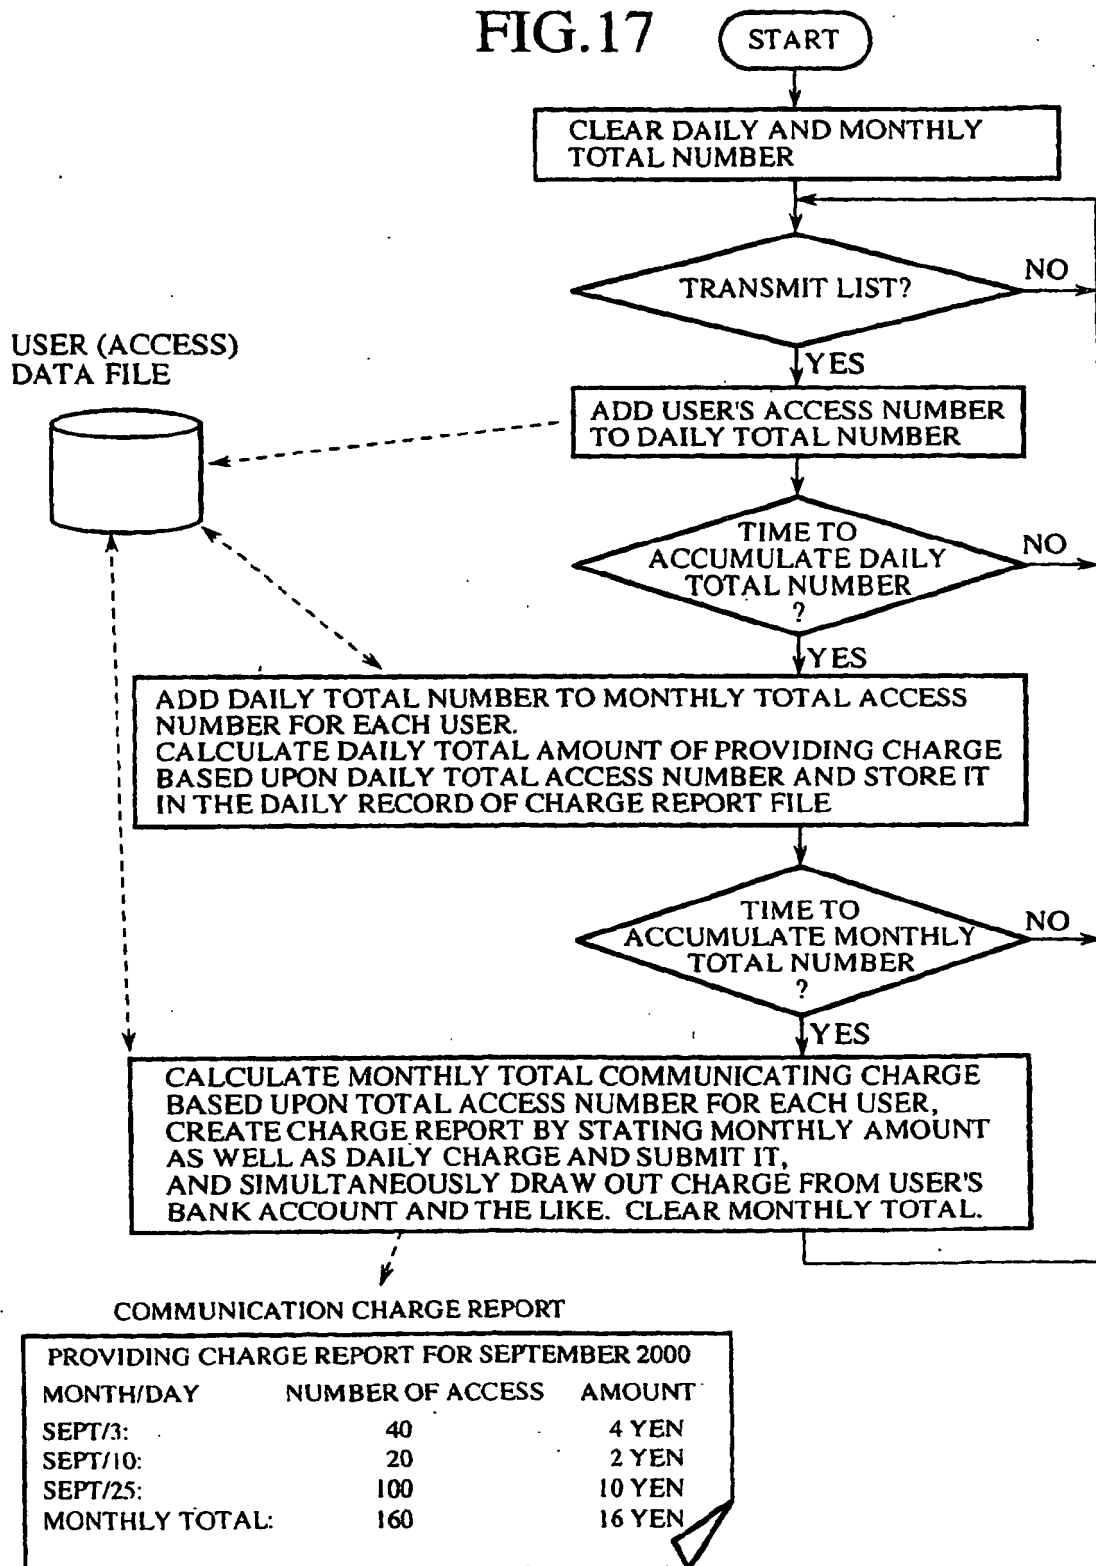 FIG.17
START
CLEAR DAILY AND MONTHLY
TOTAL NUMBER
TRANSMIT LIST?
NO
YES
USER (ACCESS)
DATA FILE
ADD USER'S ACCESS NUMBER
TO DAILY TOTAL NUMBER
TIME TO
ACCUMULATE DAILY
TOTAL NUMBER
?
NO
YES
ADD DAILY TOTAL NUMBER TO MONTHLY TOTAL ACCESS
NUMBER FOR EACH USER.
CALCULATE DAILY TOTAL AMOUNT OF PROVIDING CHARGE
BASED UPON DAILY TOTAL ACCESS NUMBER AND STORE IT
IN THE DAILY RECORD OF CHARGE REPORT FILE
TIME TO
ACCUMULATE MONTHLY
TOTAL NUMBER
?
NO
YES
CALCULATE MONTHLY TOTAL COMMUNICATING CHARGE
BASED UPON TOTAL ACCESS NUMBER FOR EACH USER,
CREATE CHARGE REPORT BY STATING MONTHLY AMOUNT
AS WELL AS DAILY CHARGE AND SUBMIT IT,
AND SIMULTANEOUSLY DRAW OUT CHARGE FROM USER'S
BANK ACCOUNT AND THE LIKE. CLEAR MONTHLY TOTAL.
COMMUNICATION CHARGE REPORT
PROVIDING CHARGE REPORT FOR SEPTEMBER 2000
MONTH/DAY NUMBER OF ACCESS AMOUNT
SEPT/3: 40 4 YEN
SEPT/10: 20 2 YEN
SEPT/25: 100 10 YEN
MONTHLY TOTAL: 160 16 YEN